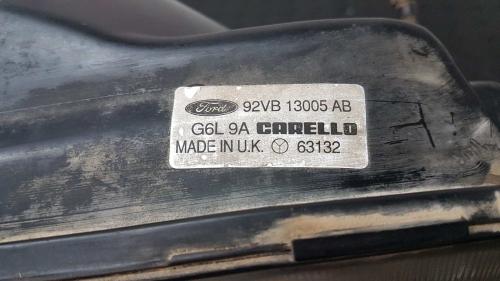 Ford 92VB 13005 AB
G6L 9A CARELLO
MADE IN U.K. 63132